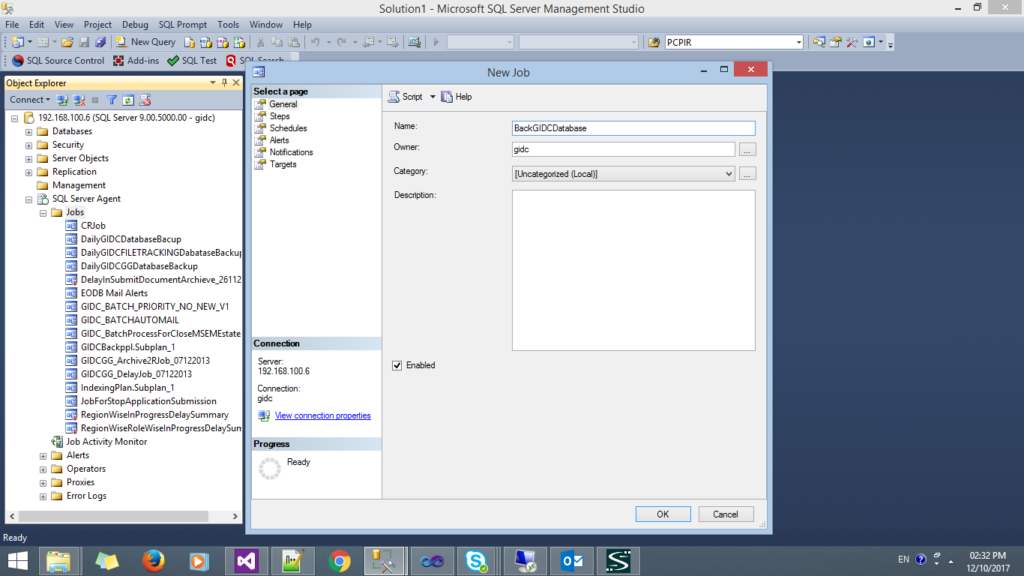 Solution1 - Microsoft SQL Server Management Studio
File Edit View Project Debug SQL Prompt Tools Window Help
New Query
PCPIR
SQL Source Control Add-ins SQL Test SQL Search
Object Explorer
Connect
192.168.100.6 (SQL Server 9.00.5000.00 - gidc)
Databases
Security
Server Objects
Replication
Management
SQL Server Agent
Jobs
CRJob
DailyGIDCDatabaseBacup
DailyGIDCFILETRACKINGDabataseBackup
DailyGIDCGGDatabaseBackup
DelayInSubmitDocumentArchieve_26112
EODB Mail Alerts
GIDC_BATCH_PRIORITY_NO_NEW_V1
GIDC_BATCHAUTOMAIL
GIDC_BatchProcessForCloseMSEMEstate
GIDCBackppl.Subplan_1
GIDCGG_Archive2RJob_07122013
GIDCGG_DelayJob_07122013
IndexingPlan.Subplan_1
JobForStopApplicationSubmission
RegionWiseInProgressDelaySummary
RegionWiseRoleWiseInProgressDelaySum
Job Activity Monitor
Alerts
Operators
Proxies
Error Logs
Ready
New Job
Select a page
General
Steps
Schedules
Alerts
Notifications
Targets
Connection
Server:
192.168.100.6
Connection:
gidc
View connection properties
Progress
Ready
Script Help
Name: BackGIDCDatabase
Owner: gidc ...
Category: [Uncategorized (Local)] ...
Description:
Enabled
OK Cancel
EN
02:32 PM
12/10/2017